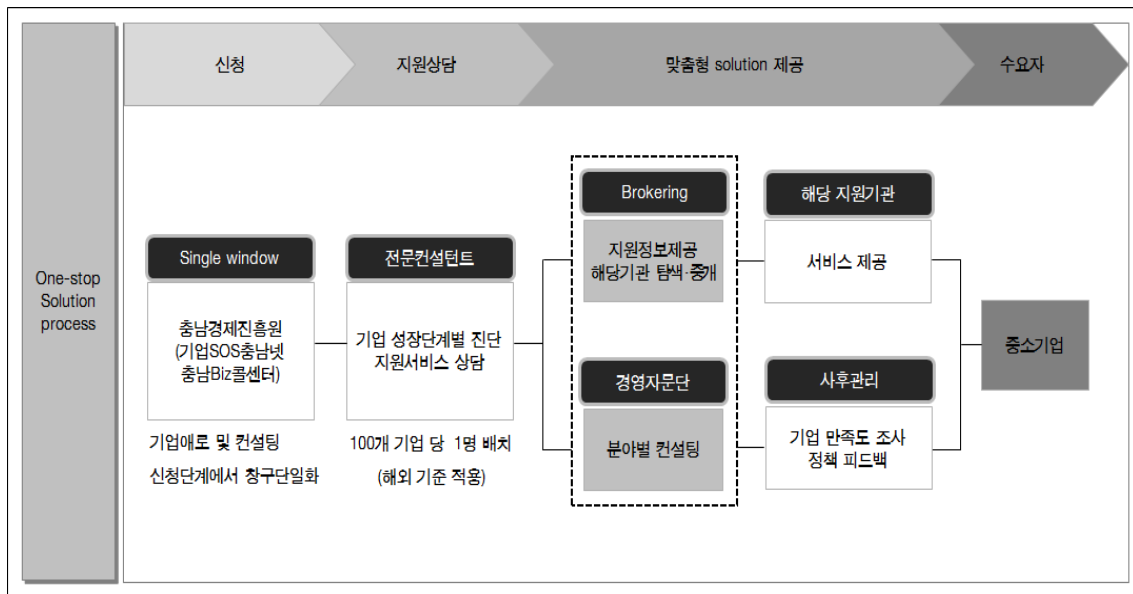 신청
지원상담
맞춤형 solution 제공
수요자
One-stop
Solution
process
Single window
충남경제진흥원
(기업SOS충남넷
충남Biz콜센터)
기업애로 및 컨설팅
신청단계에서 창구단일화
전문컨설턴트
기업 성장단계별 진단
지원서비스 상담
100개 기업 당 1명 배치
(해외 기준 적용)
Brokering
지원정보제공
해당기관 탐색·중개
경영자문단
분야별 컨설팅
해당 지원기관
서비스 제공
사후관리
기업 만족도 조사
정책 피드백
중소기업